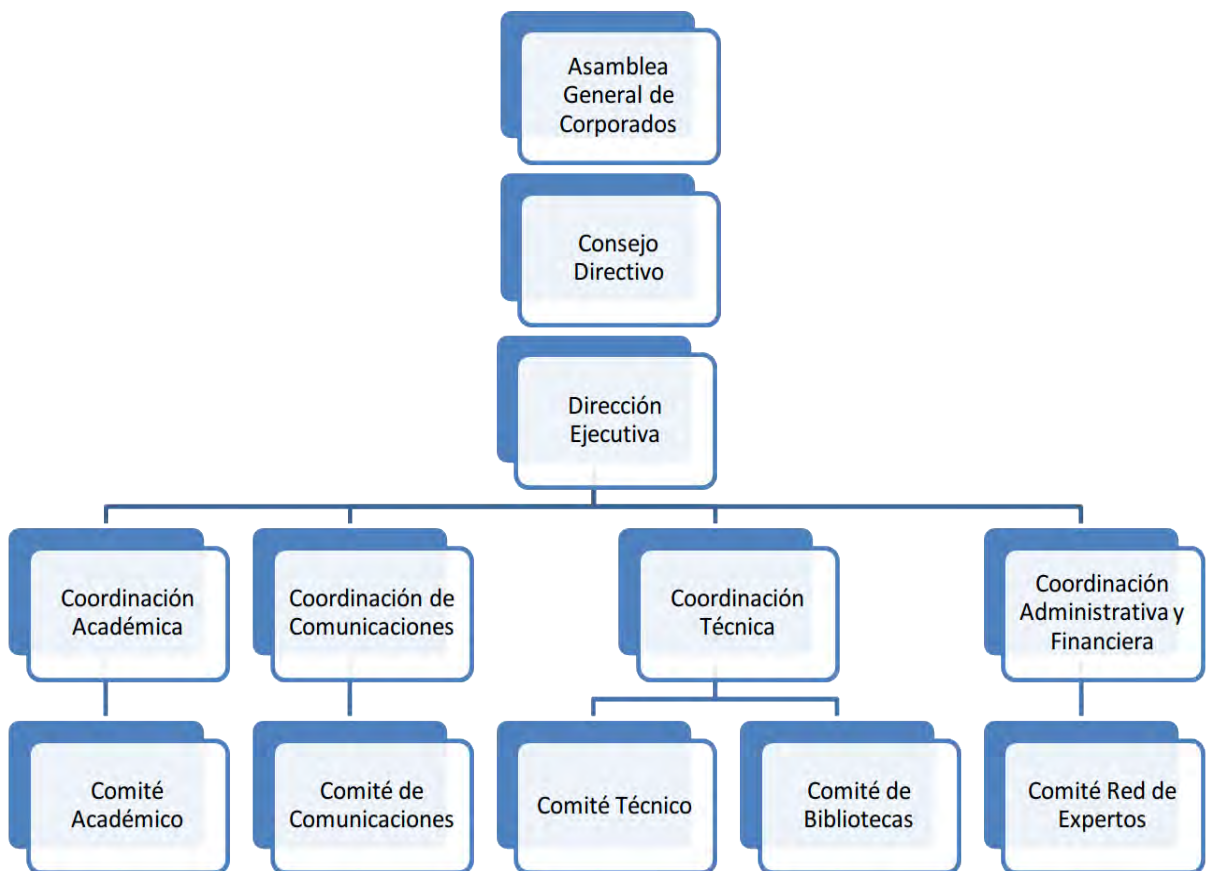 Asamblea
General de
Corporados
Consejo
Directivo
Dirección
Ejecutiva
Coordinación
Académica
Coordinación de
Comunicaciones
Coordinación
Técnica
Coordinación
Administrativa y
Financiera
Comité
Académico
Comité de
Comunicaciones
Comité Técnico
Comité de
Bibliotecas
Comité Red de
Expertos